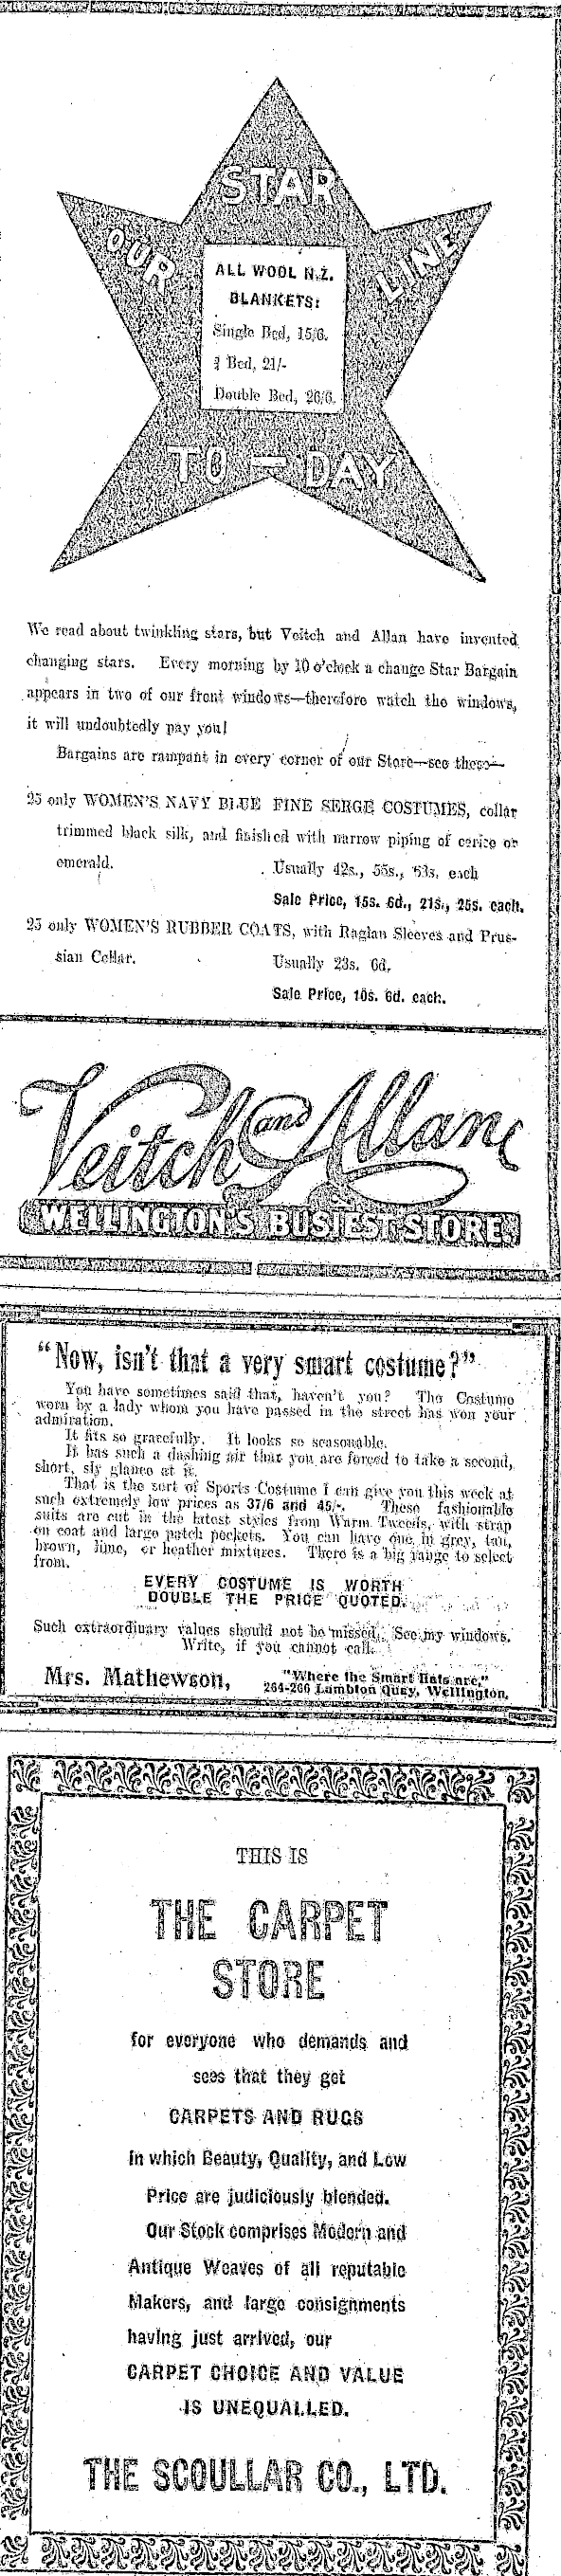 OUR STAR LINE
TO-DAY
ALL WOOL N.Z.
BLANKETS:
Single Bed, 15/6.
¾ Bed, 21/-
Double Bed, 26/6.
We read about twinkling stars, but Veitch and Allan have invented
changing stars. Every morning by 10 o'clock a change Star Bargain
appears in two of our front windows—therefore watch the windows,
it will undoubtedly pay you!
Bargains are rampant in every corner of our Store—see these—
25 only WOMEN'S NAVY BLUE FINE SERGE COSTUMES, collar
trimmed black silk, and finished with narrow piping of cerise or
emerald. Usually 42s., 55s., 63s. each
Sale Price, 15s. 6d., 21s., 25s. each.
25 only WOMEN'S RUBBER COATS, with Raglan Sleeves and Prus-
sian Collar. Usually 23s. 6d.
Sale Price, 10s. 6d. each.
Veitch and Allan
WELLINGTON'S BUSIEST STORE.
"Now, isn't that a very smart costume?"
You have sometimes said that, haven't you? The Costume
worn by a lady whom you have passed in the street has won your
admiration.
It fits so gracefully. It looks so seasonable.
It has such a dashing air that you are forced to take a second,
short, sly glance at it.
That is the sort of Sports Costume I can give you this week at
such extremely low prices as 37/6 and 45/-. These fashionable
suits are cut in the latest styles from Warm Tweeds, with strap
on coat and large patch pockets. You can have one in grey, tan,
brown, lime, or heather mixtures. There is a big range to select
from.
EVERY COSTUME IS WORTH
DOUBLE THE PRICE QUOTED.
Such extraordinary values should not be missed. See my windows.
Write, if you cannot call.
Mrs. Mathewson, "Where the Smart Hats are,"
264-266 Lambton Quay, Wellington.
THIS IS
THE CARPET
STORE
for everyone who demands and
sees that they get
CARPETS AND RUGS
in which Beauty, Quality, and Low
Price are judiciously blended.
Our Stock comprises Modern and
Antique Weaves of all reputable
Makers, and large consignments
having just arrived, our
CARPET CHOICE AND VALUE
IS UNEQUALLED.
THE SCOULLAR CO., LTD.